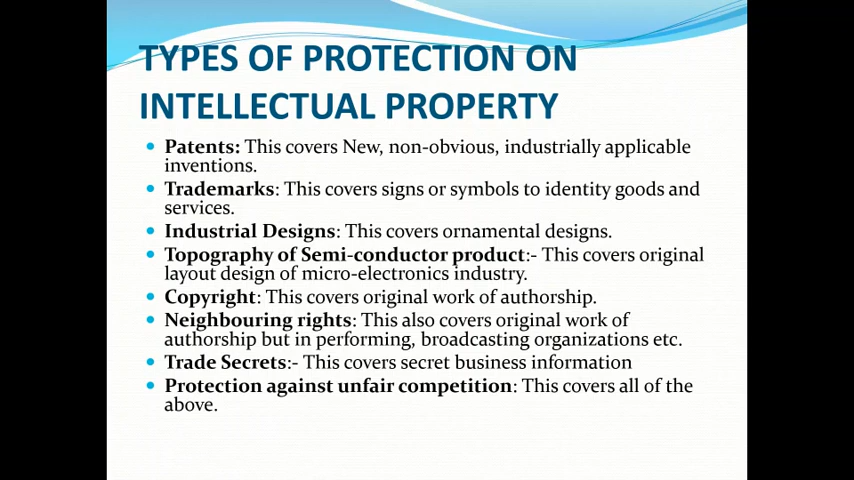 TYPES OF PROTECTION ON
INTELLECTUAL PROPERTY
Patents: This covers New, non-obvious, industrially applicable
inventions.
Trademarks: This covers signs or symbols to identity goods and
services.
Industrial Designs: This covers ornamental designs.
Topography of Semi-conductor product:- This covers original
layout design of micro-electronics industry.
Copyright: This covers original work of authorship.
Neighbouring rights: This also covers original work of
authorship but in performing, broadcasting organizations etc.
Trade Secrets:- This covers secret business information
Protection against unfair competition: This covers all of the
above.